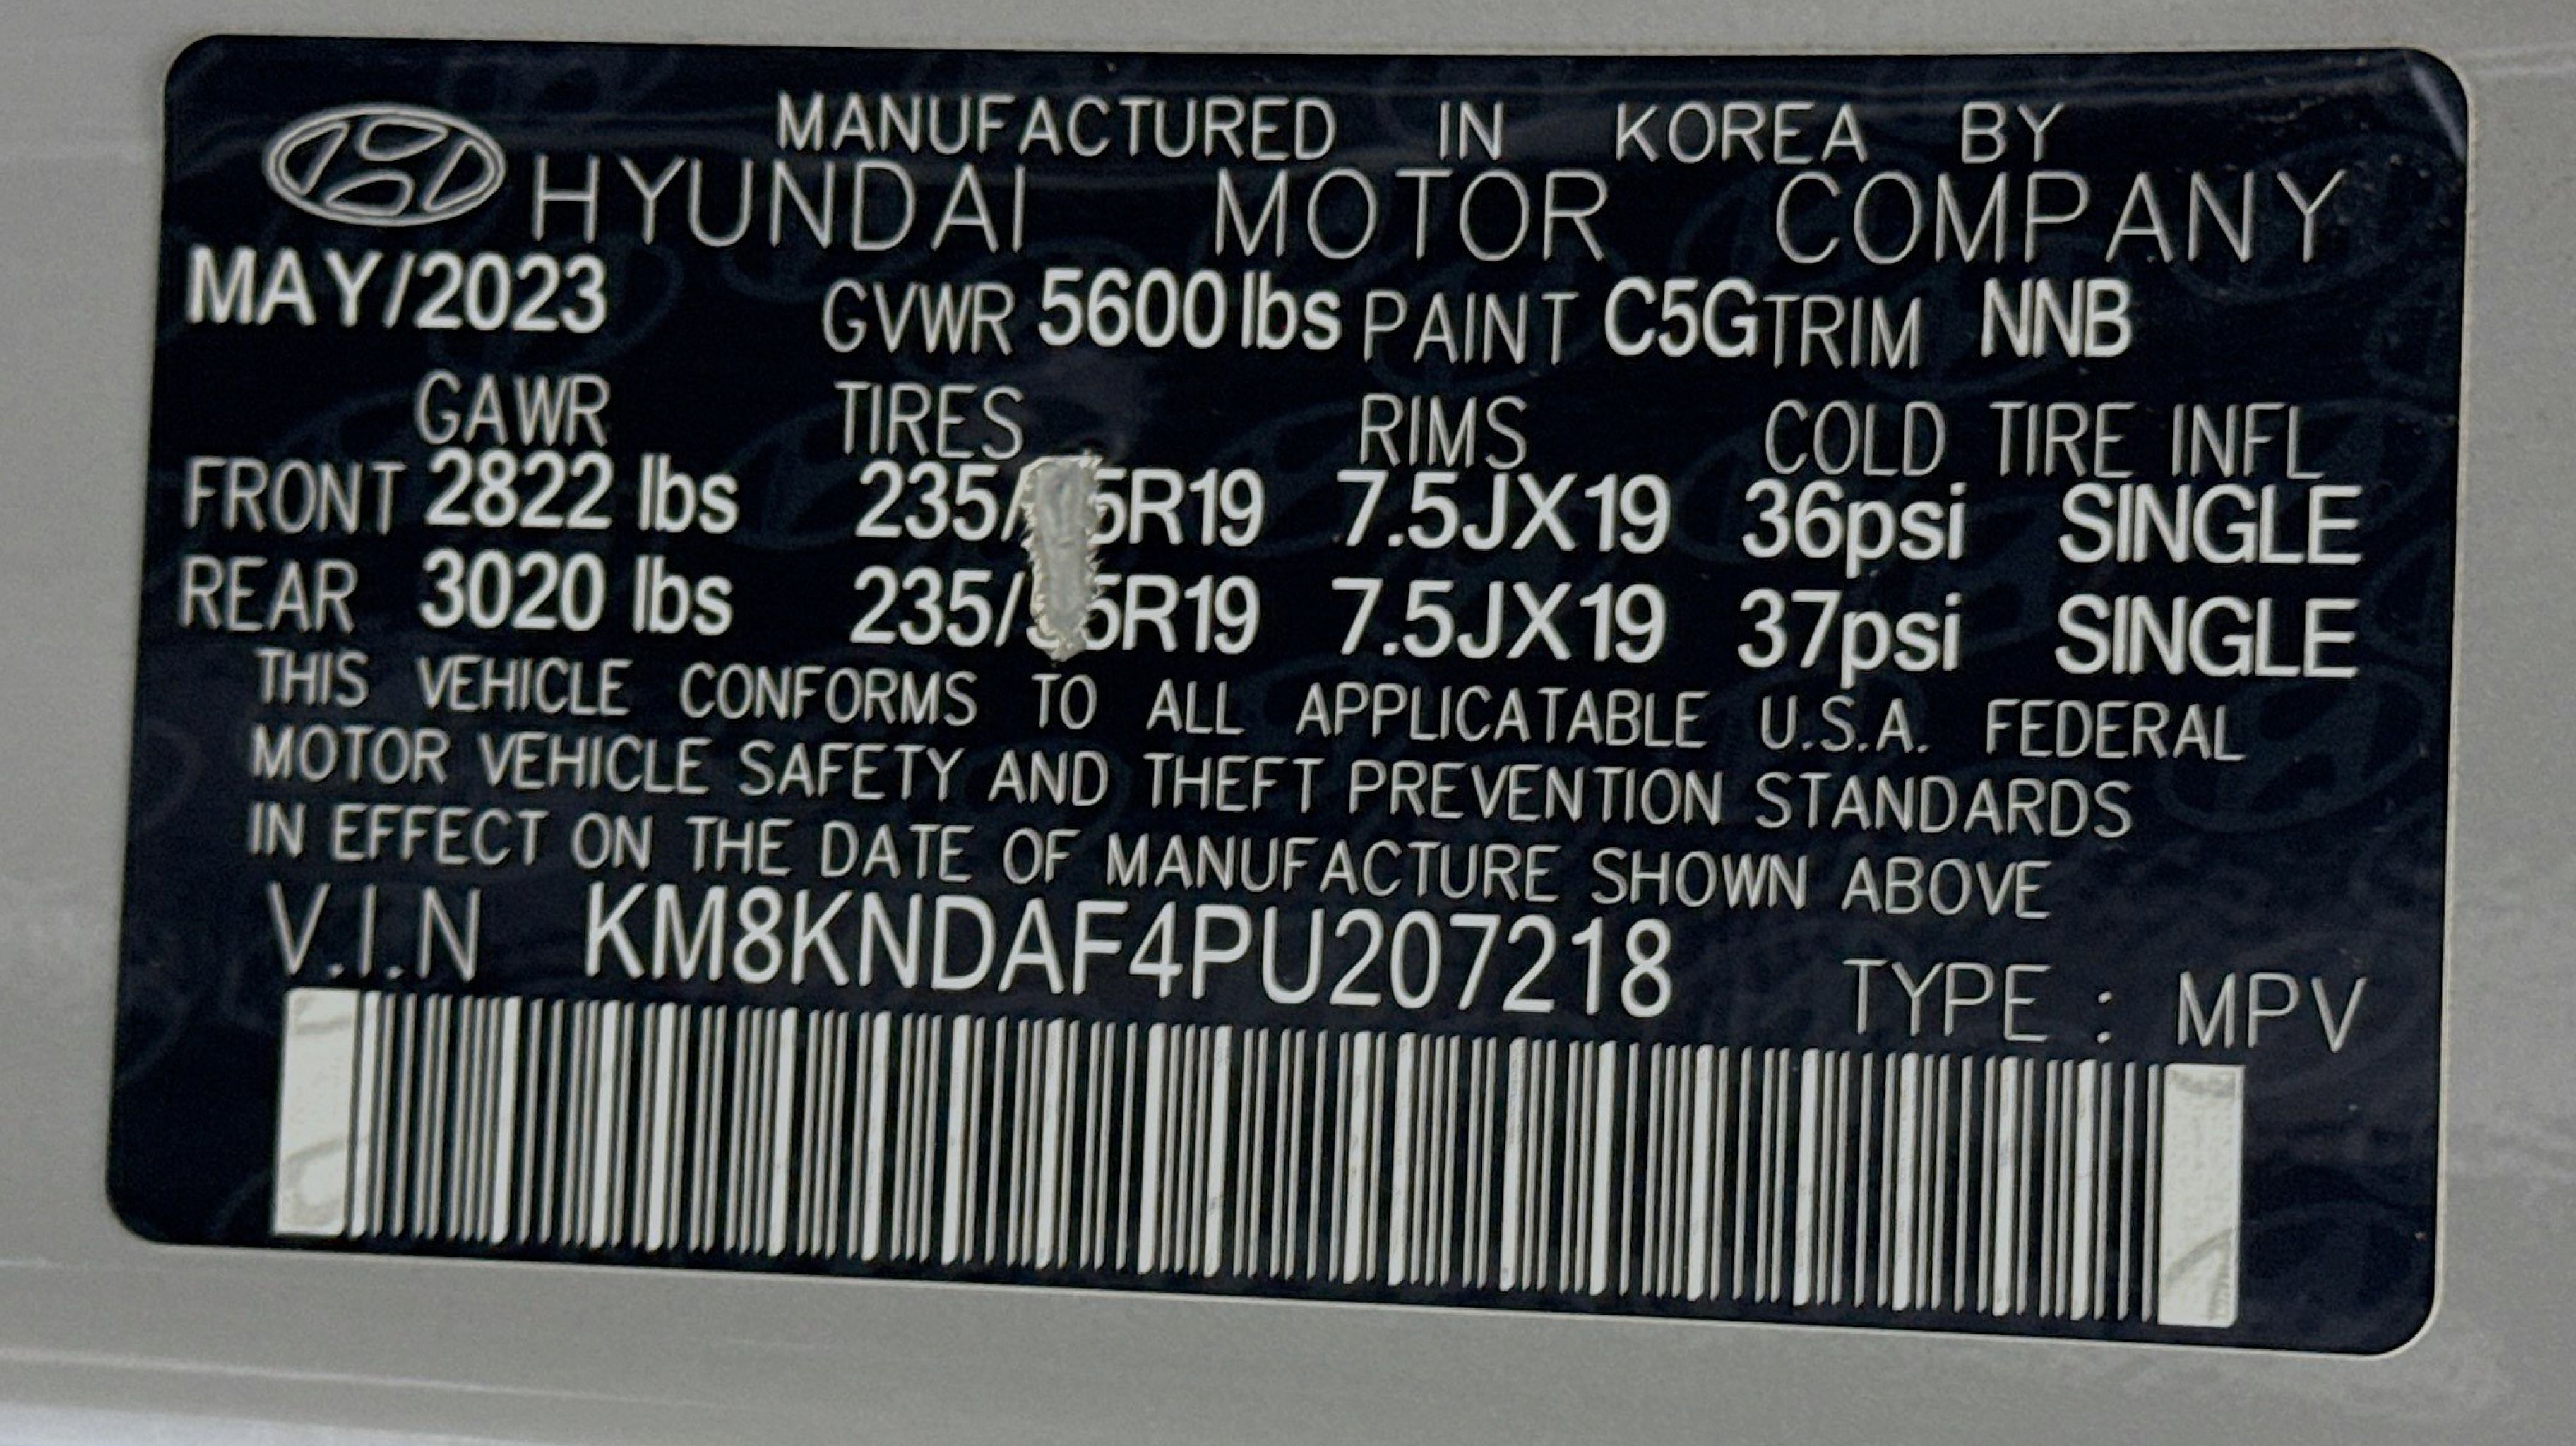 MANUFACTURED IN KOREA BY
HYUNDAI MOTOR COMPANY
MAY/2023 GVWR 5600 lbs PAINT C5G TRIM NNB
GAWR TIRES RIMS COLD TIRE INFL
FRONT 2822 lbs 7.5JX19 36psi SINGLE
REAR 3020 lbs 7.5JX19 37psi SINGLE
THIS VEHICLE CONFORMS TO ALL APPLICATABLE U.S.A. FEDERAL
MOTOR VEHICLE SAFETY AND THEFT PREVENTION STANDARDS
IN EFFECT ON THE DATE OF MANUFACTURE SHOWN ABOVE
V.I.N KM8KNDAF4PU207218 TYPE : MPV